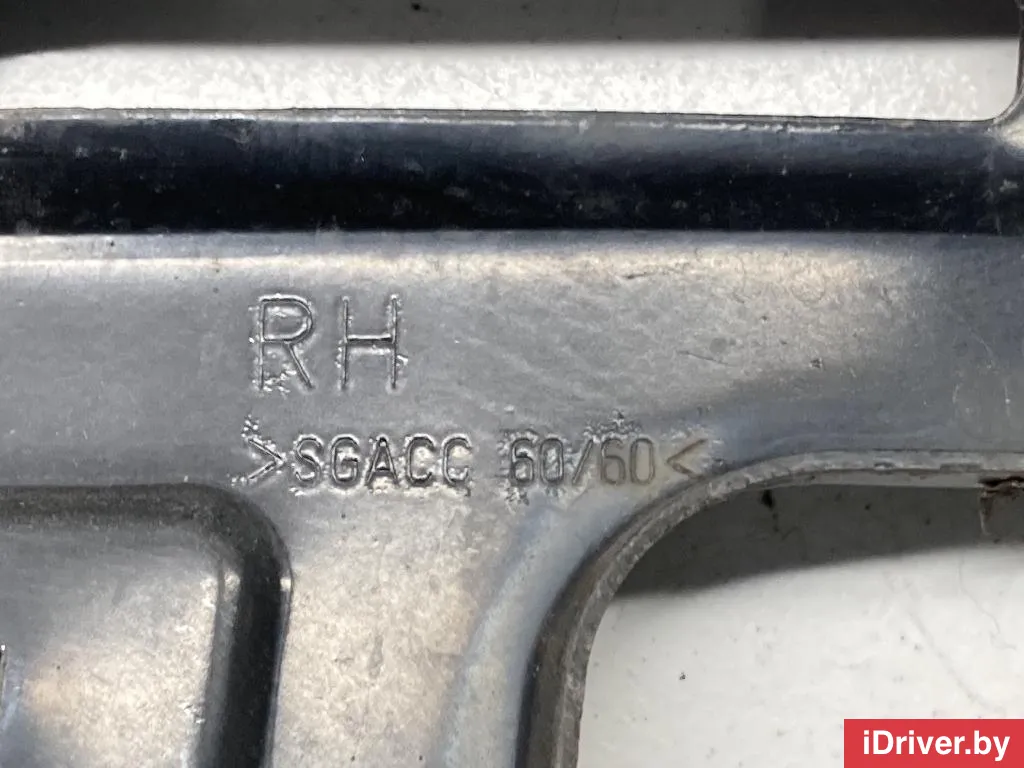 RH
>SGACC 60/60<
iDriver.by